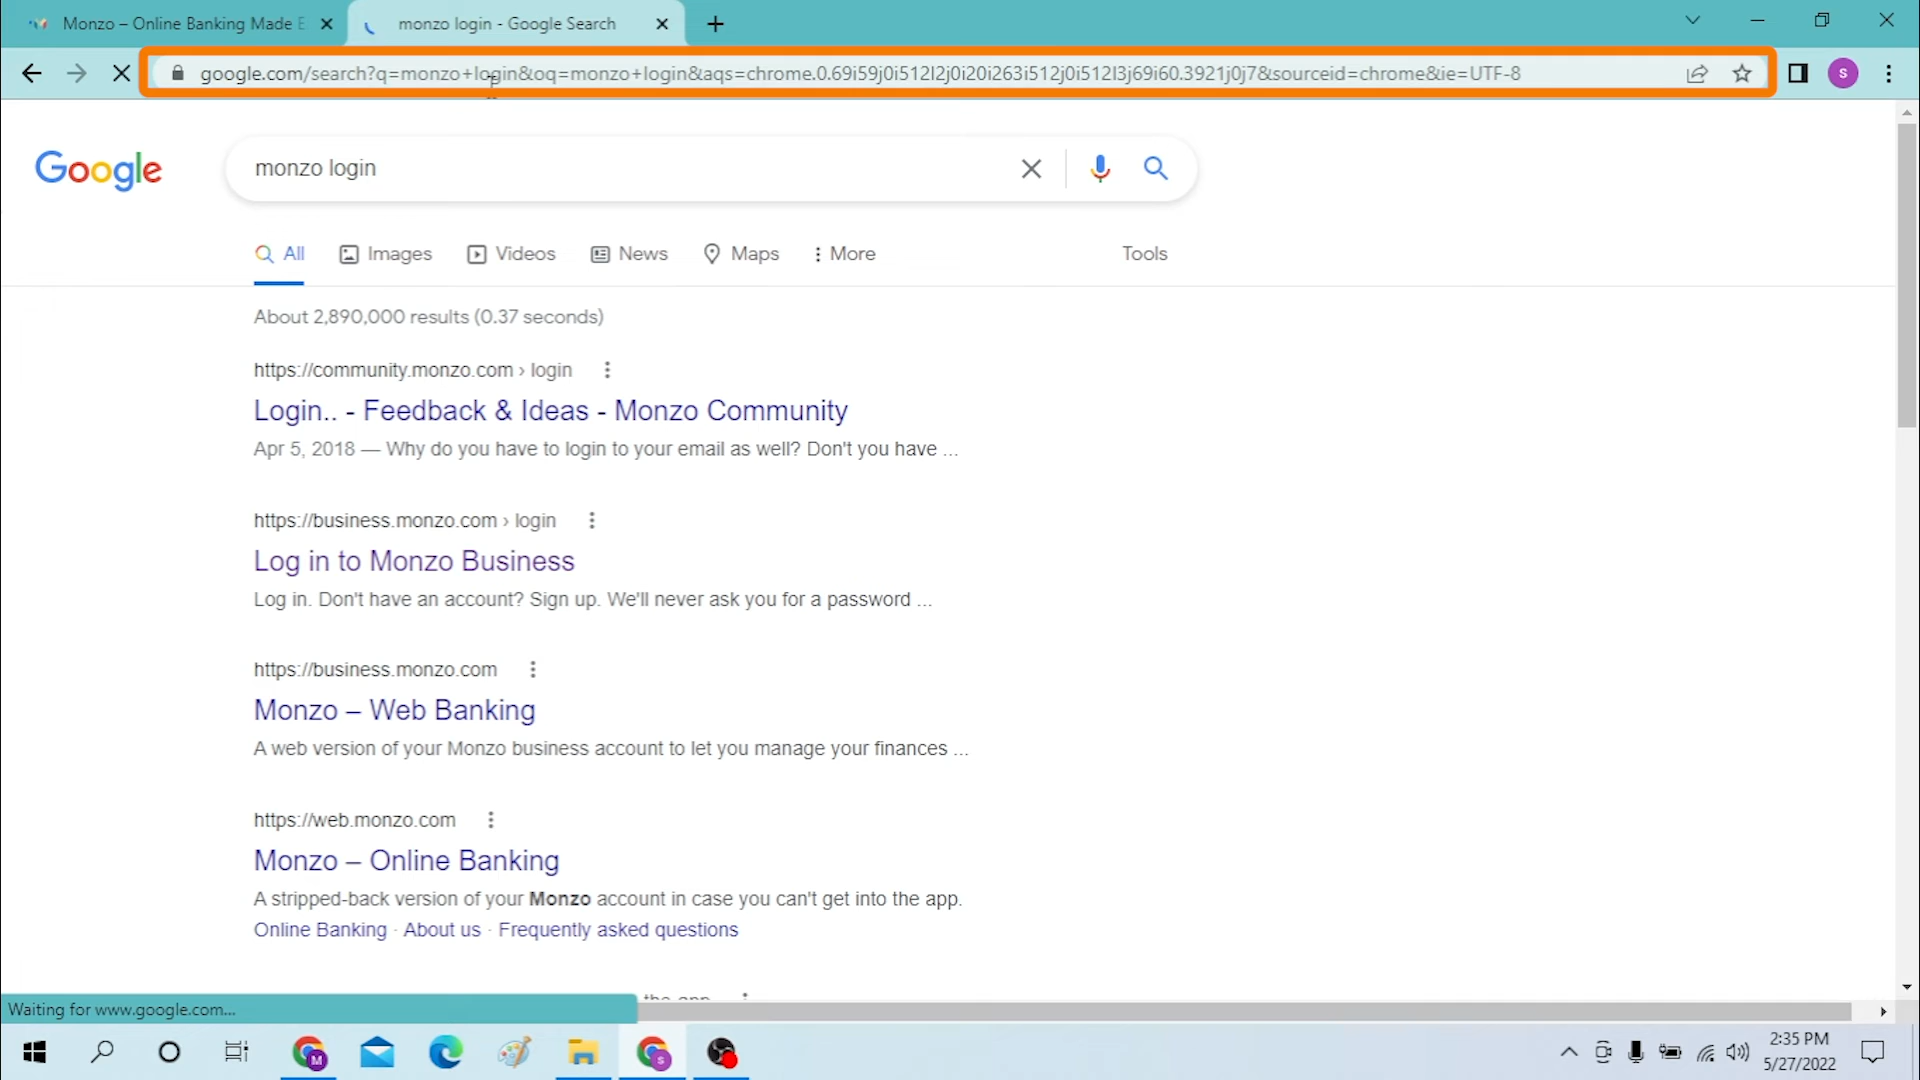 Monzo – Online Banking Made E
monzo login - Google Search
google.com/search?q=monzo+login&oq=monzo+login&aqs=chrome.0.69i59j0i512l2j0i20i263i512j0i512l3j69i60.3921j0j7&sourceid=chrome&ie=UTF-8
S
Google
monzo login
All
Images
Videos
News
Maps
More
Tools
About 2,890,000 results (0.37 seconds)
https://community.monzo.com › login
Login.. - Feedback & Ideas - Monzo Community
Apr 5, 2018 — Why do you have to login to your email as well? Don't you have ...
https://business.monzo.com › login
Log in to Monzo Business
Log in. Don't have an account? Sign up. We'll never ask you for a password ...
https://business.monzo.com
Monzo – Web Banking
A web version of your Monzo business account to let you manage your finances ...
https://web.monzo.com
Monzo – Online Banking
A stripped-back version of your Monzo account in case you can't get into the app.
Online Banking · About us · Frequently asked questions
the app
Waiting for www.google.com...
M
S
2:35 PM
5/27/2022